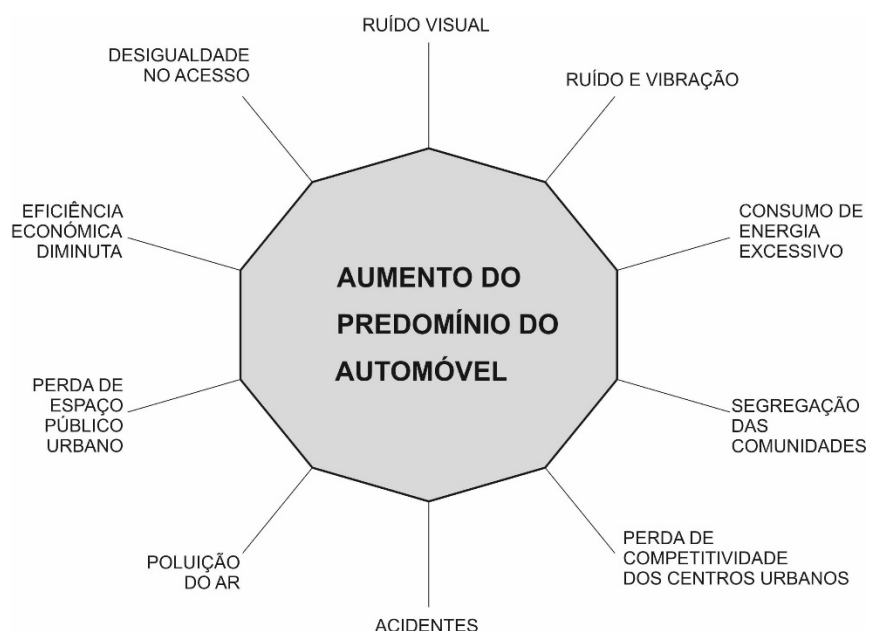 RUÍDO VISUAL
RUÍDO E VIBRAÇÃO
CONSUMO DE
ENERGIA
EXCESSIVO
SEGREGAÇÃO
DAS
COMUNIDADES
PERDA DE
COMPETITIVIDADE
DOS CENTROS URBANOS
ACIDENTES
POLUIÇÃO
DO AR
PERDA DE
ESPAÇO
PÚBLICO
URBANO
EFICIÊNCIA
ECONÓMICA
DIMINUTA
DESIGUALDADE
NO ACESSO
AUMENTO DO
PREDOMÍNIO DO
AUTOMÓVEL